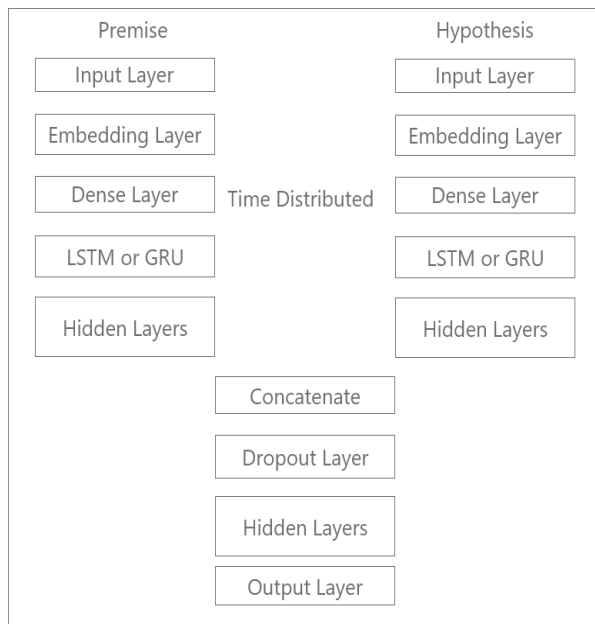 Premise
Hypothesis
Input Layer
Input Layer
Embedding Layer
Embedding Layer
Dense Layer
Time Distributed
Dense Layer
LSTM or GRU
LSTM or GRU
Hidden Layers
Hidden Layers
Concatenate
Dropout Layer
Hidden Layers
Output Layer